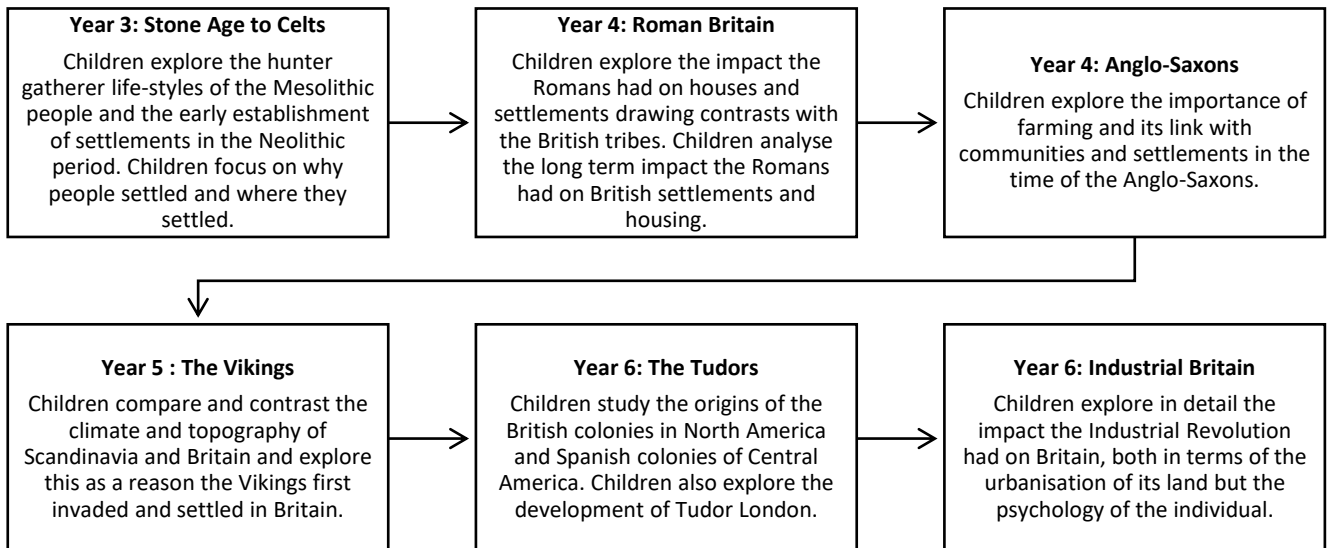 Year 3: Stone Age to Celts
Children explore the hunter
gatherer life-styles of the Mesolithic
people and the early establishment
of settlements in the Neolithic
period. Children focus on why
people settled and where they
settled.
Year 4: Roman Britain
Children explore the impact the
Romans had on houses and
settlements drawing contrasts with
the British tribes. Children analyse
the long term impact the Romans
had on British settlements and
housing.
Year 4: Anglo-Saxons
Children explore the importance of
farming and its link with
communities and settlements in the
time of the Anglo-Saxons.
Year 5 : The Vikings
Children compare and contrast the
climate and topography of
Scandinavia and Britain and explore
this as a reason the Vikings first
invaded and settled in Britain.
Year 6: The Tudors
Children study the origins of the
British colonies in North America
and Spanish colonies of Central
America. Children also explore the
development of Tudor London.
Year 6: Industrial Britain
Children explore in detail the
impact the Industrial Revolution
had on Britain, both in terms of the
urbanisation of its land but the
psychology of the individual.